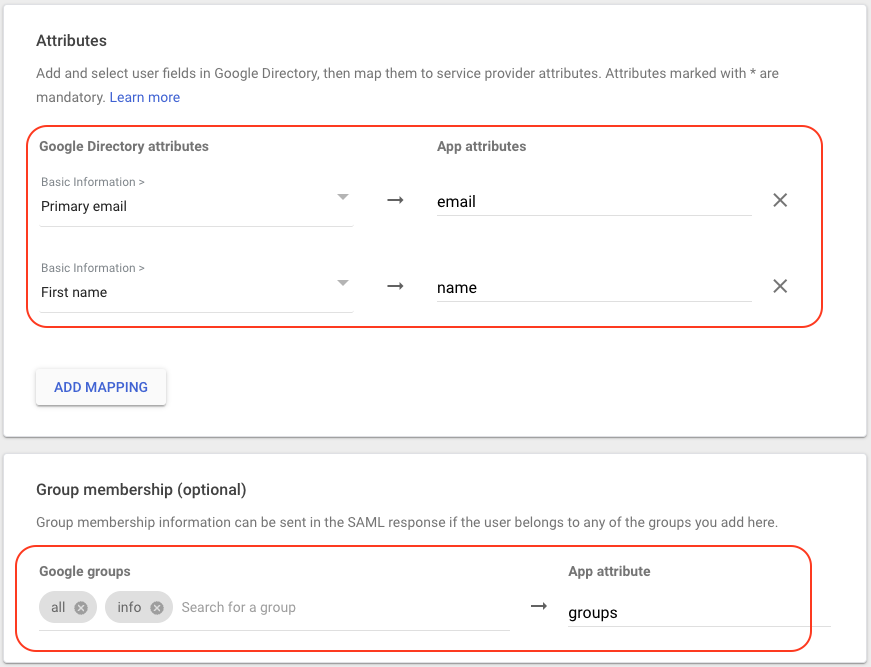 Attributes
Add and select user fields in Google Directory, then map them to service provider attributes. Attributes marked with * are
mandatory. Learn more
Google Directory attributes App attributes
Basic Information >
Primary email → email
Basic Information >
First name → name
ADD MAPPING
Group membership (optional)
Group membership information can be sent in the SAML response if the user belongs to any of the groups you add here.
Google groups App attribute
all info Search for a group → groups